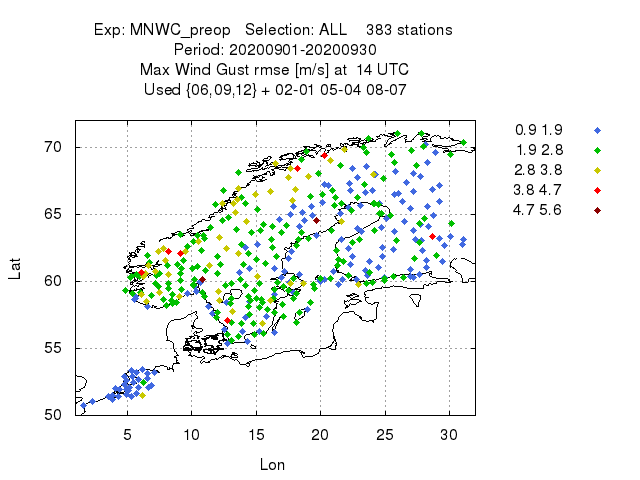 Exp: MNWC_preop   Selection: ALL    383 stations
Period: 20200901-20200930
Max Wind Gust rmse [m/s] at  14 UTC
Used {06,09,12} + 02-01 05-04 08-07
0.9 1.9
1.9 2.8
2.8 3.8
3.8 4.7
4.7 5.6
70
65
60
55
50
Lat
5 10 15 20 25 30
Lon